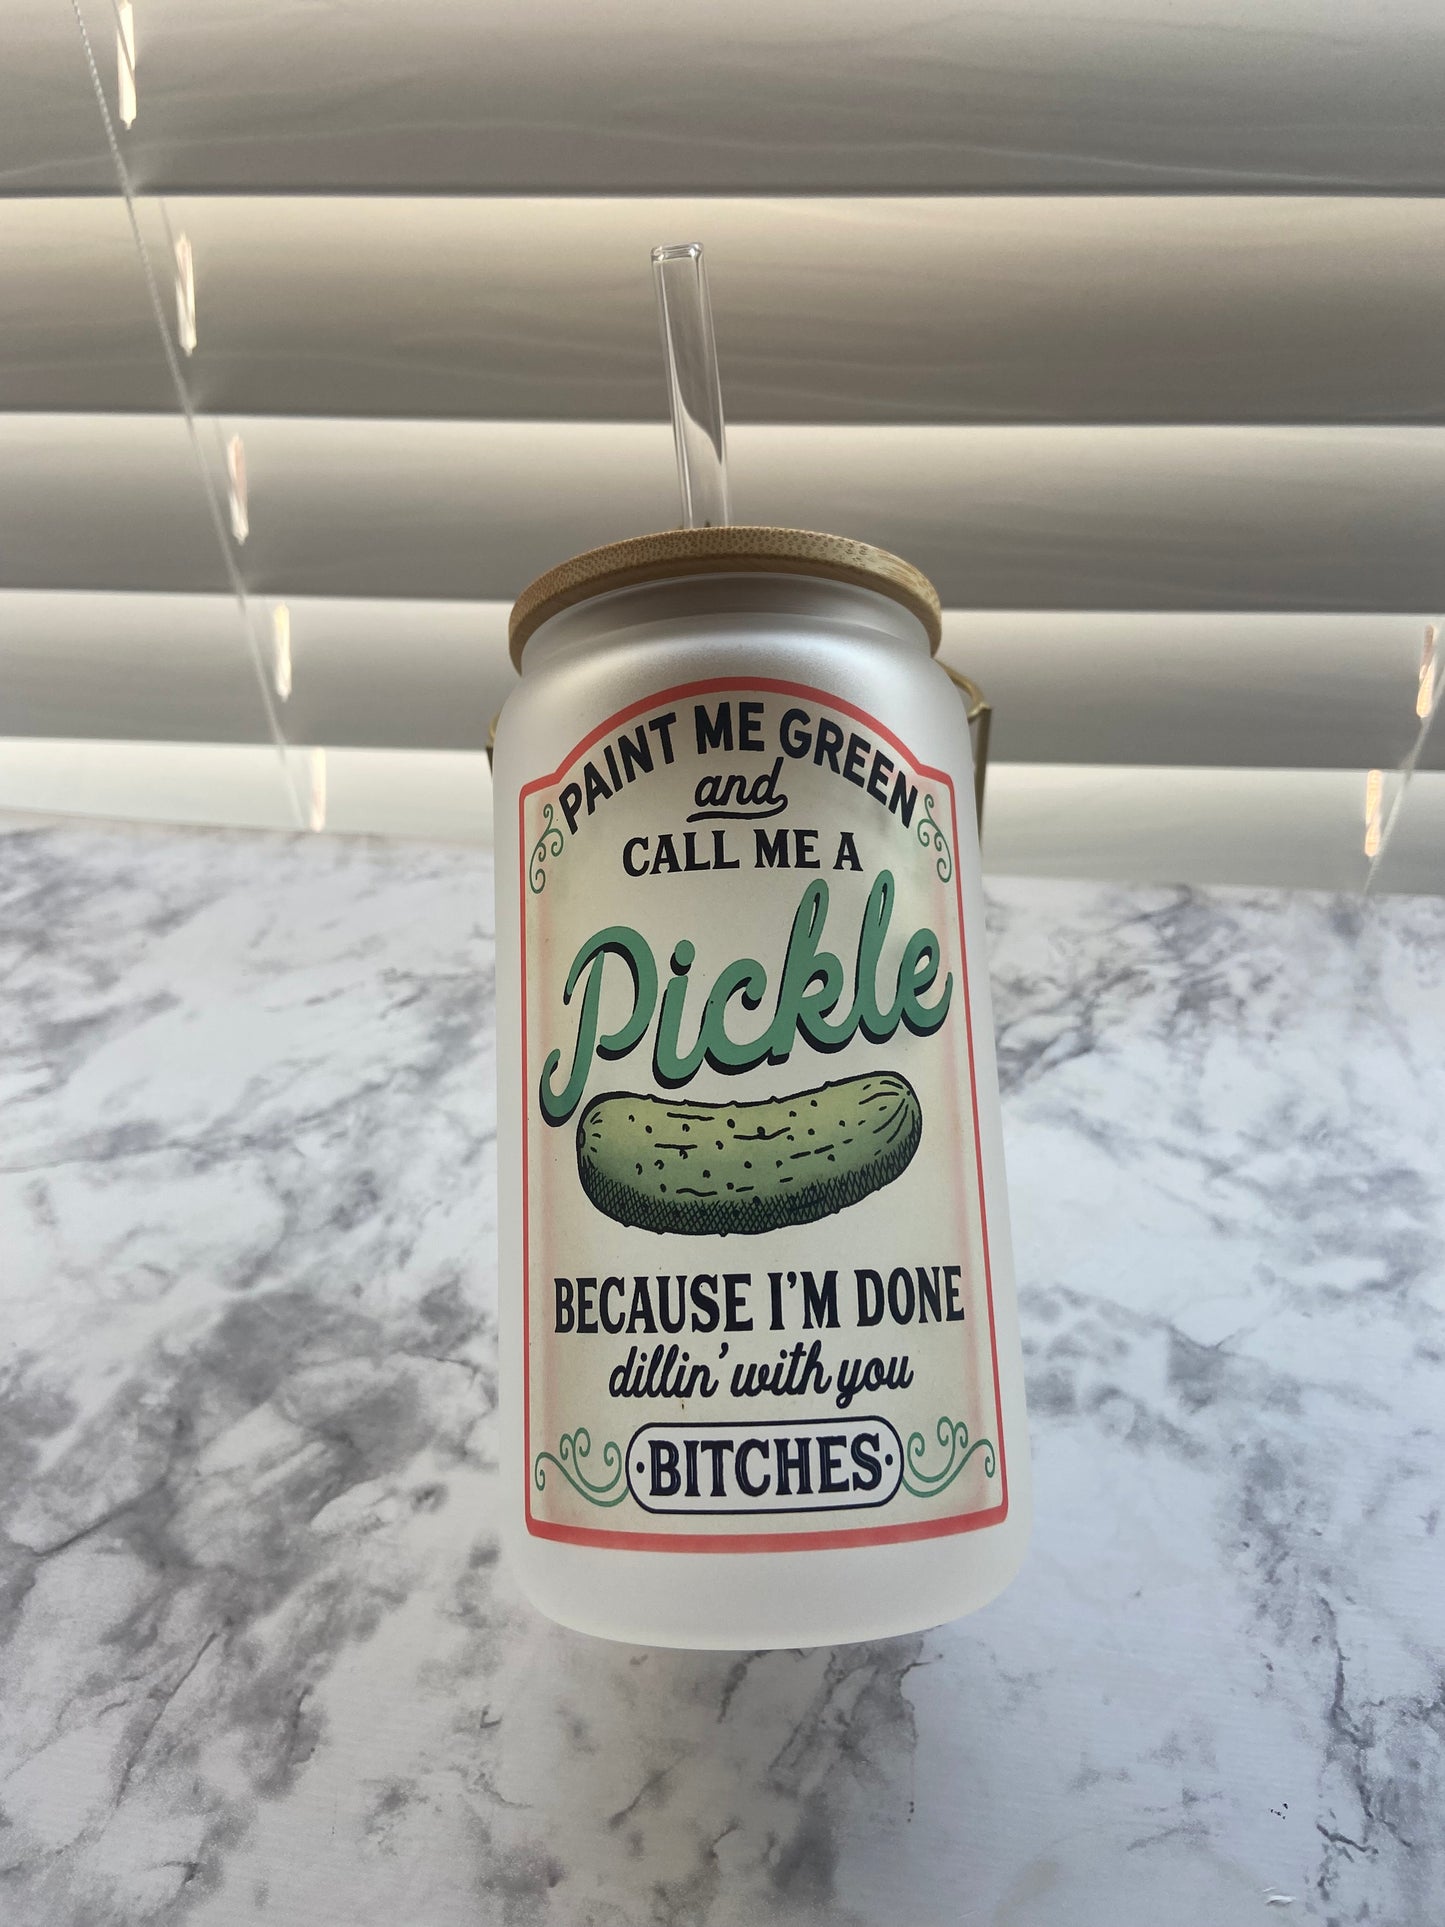 PAINT ME GREEN
and
CALL ME A
Pickle
BECAUSE I'M DONE
dillin' with you
·BITCHES·